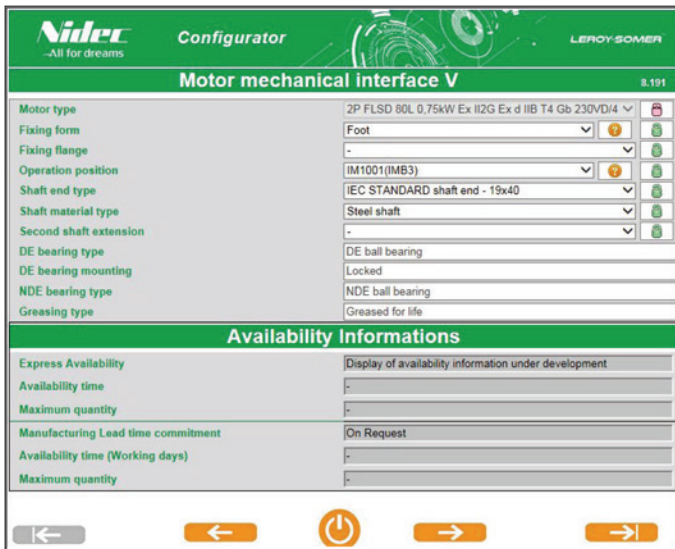 Nidec
–All for dreams
Configurator
LEROY-SOMER
Motor mechanical interface V
8.191
Motor type 2P FLSD 80L 0,75kW Ex II2G Ex d IIB T4 Gb 230VD/4
Fixing form Foot
Fixing flange -
Operation position IM1001(IMB3)
Shaft end type IEC STANDARD shaft end - 19x40
Shaft material type Steel shaft
Second shaft extension -
DE bearing type DE ball bearing
DE bearing mounting Locked
NDE bearing type NDE ball bearing
Greasing type Greased for life
Availability Informations
Express Availability Display of availability information under development
Availability time -
Maximum quantity -
Manufacturing Lead time commitment On Request
Availability time (Working days) -
Maximum quantity -